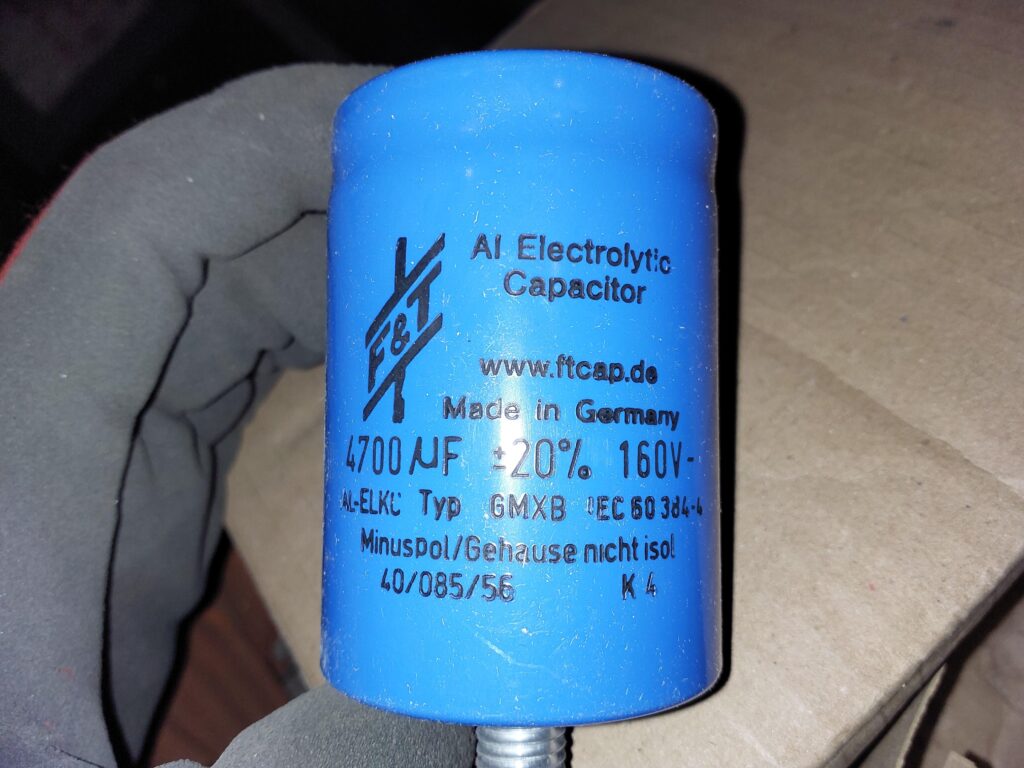 Al Electrolytic
Capacitor
F&T
www.ftcap.de
Made in Germany
4700 µF ±20% 160V-
AL-ELKO Typ GMXB IEC 60 384-4
Minuspol/Gehause nicht isol
40/085/56 K 4